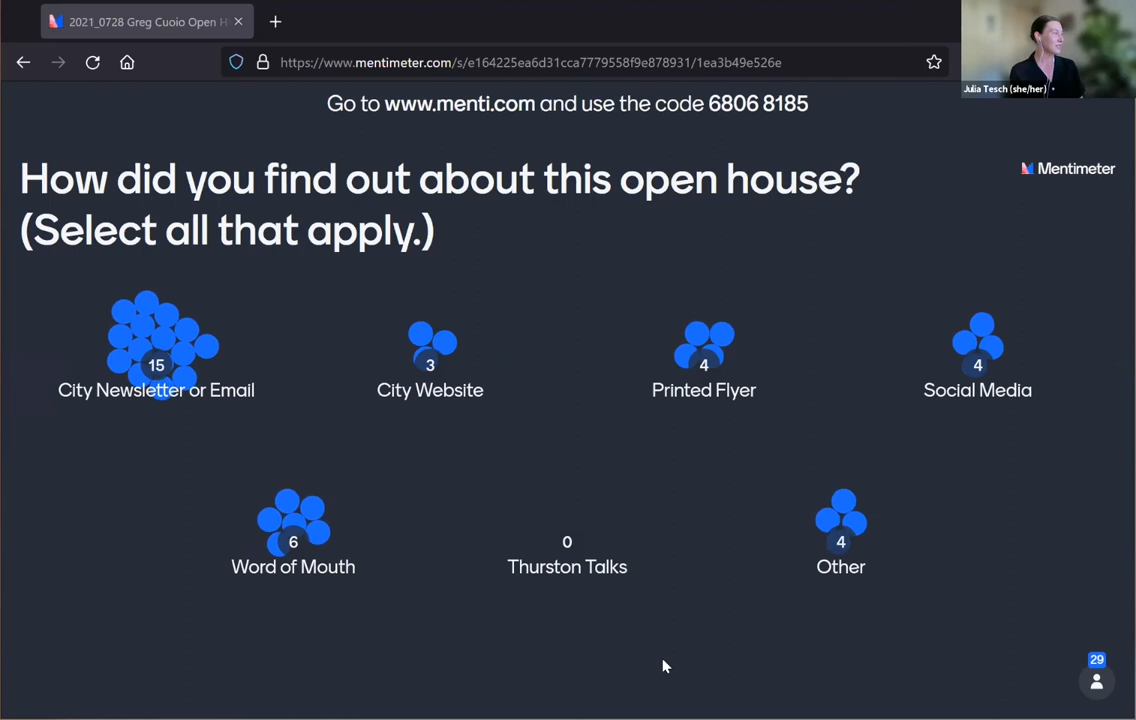 2021_0728 Greg Cuoio Open H
https://www.mentimeter.com/s/e164225ea6d31cca7779558f9e878931/1ea3b49e526e
Julia Tesch (she/her)
Go to www.menti.com and use the code 6806 8185
How did you find out about this open house?
(Select all that apply.)
Mentimeter
15
City Newsletter or Email
3
City Website
4
Printed Flyer
4
Social Media
6
Word of Mouth
0
Thurston Talks
4
Other
29